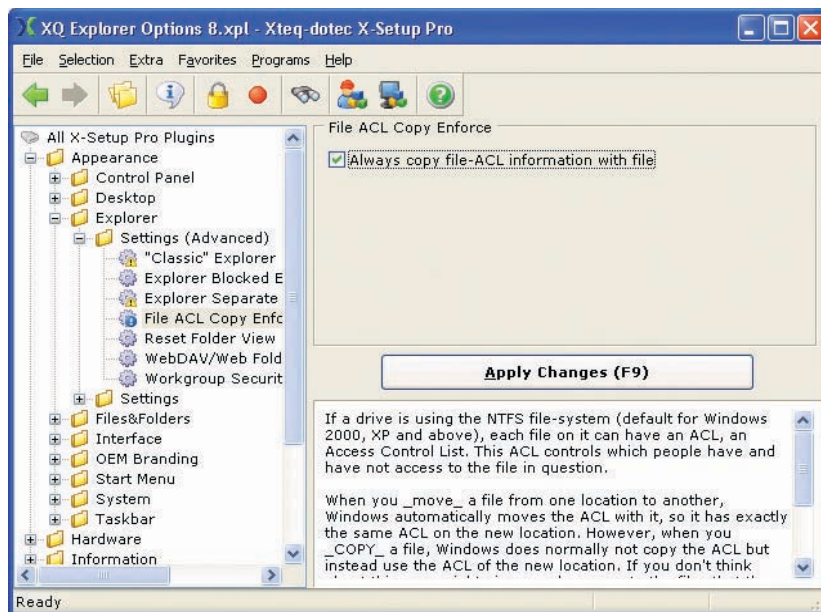 XQ Explorer Options 8.xpl - Xteq-dotec X-Setup Pro
File Selection Extra Favorites Programs Help
All X-Setup Pro Plugins
Appearance
Control Panel
Desktop
Explorer
Settings (Advanced)
"Classic" Explorer
Explorer Blocked E
Explorer Separate
File ACL Copy Enfc
Reset Folder View
WebDAV/Web Fold
Workgroup Securit
Settings
Files&Folders
Interface
OEM Branding
Start Menu
System
Taskbar
Hardware
Information
File ACL Copy Enforce
Always copy file-ACL information with file
Apply Changes (F9)
If a drive is using the NTFS file-system (default for Windows
2000, XP and above), each file on it can have an ACL, an
Access Control List. This ACL controls which people have and
have not access to the file in question.
When you _move_ a file from one location to another,
Windows automatically moves the ACL with it, so it has exactly
the same ACL on the new location. However, when you
_COPY_ a file, Windows does normally not copy the ACL but
instead use the ACL of the new location. If you don't think
Ready